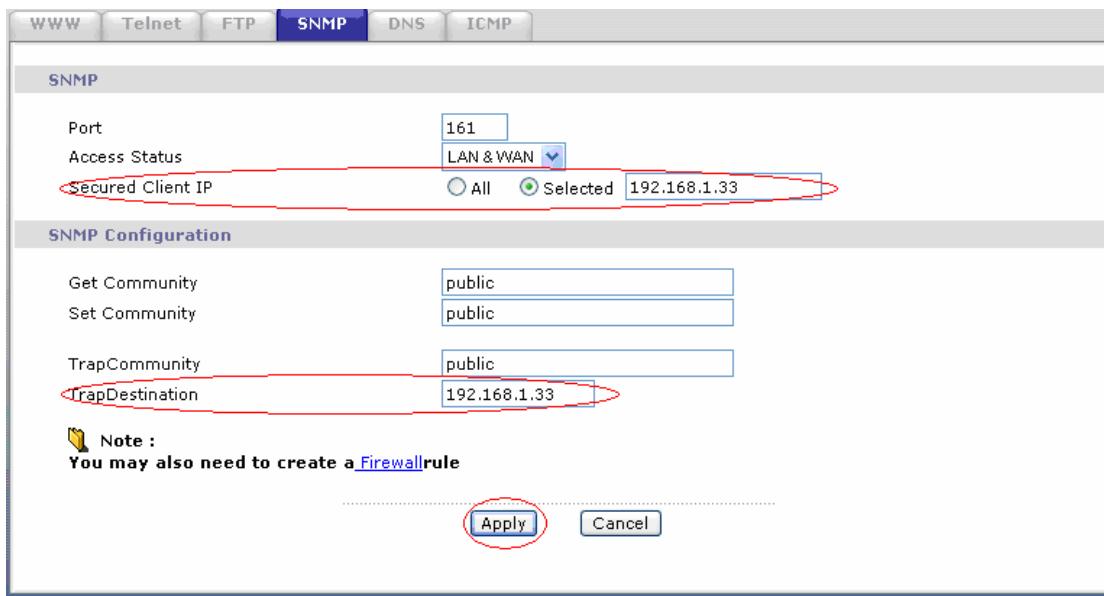 WWW Telnet FTP SNMP DNS ICMP
SNMP
Port 161
Access Status LAN & WAN
Secured Client IP All Selected 192.168.1.33
SNMP Configuration
Get Community public
Set Community public
TrapCommunity public
TrapDestination 192.168.1.33
Note :
You may also need to create a Firewallrule
Apply Cancel